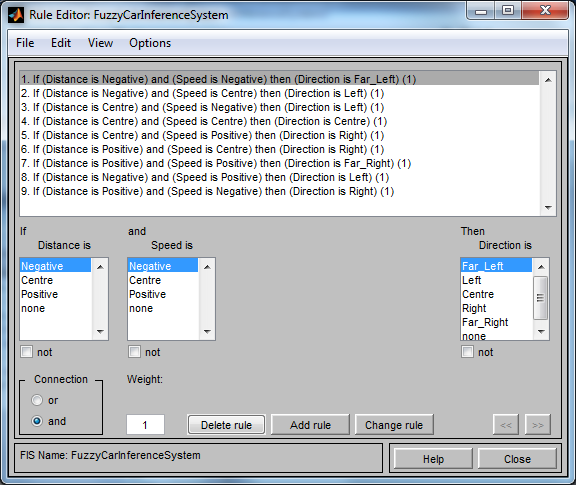 Rule Editor: FuzzyCarInferenceSystem
File Edit View Options
1. If (Distance is Negative) and (Speed is Negative) then (Direction is Far_Left) (1)
2. If (Distance is Negative) and (Speed is Centre) then (Direction is Left) (1)
3. If (Distance is Centre) and (Speed is Negative) then (Direction is Left) (1)
4. If (Distance is Centre) and (Speed is Centre) then (Direction is Centre) (1)
5. If (Distance is Centre) and (Speed is Positive) then (Direction is Right) (1)
6. If (Distance is Positive) and (Speed is Centre) then (Direction is Right) (1)
7. If (Distance is Positive) and (Speed is Positive) then (Direction is Far_Right) (1)
8. If (Distance is Negative) and (Speed is Positive) then (Direction is Left) (1)
9. If (Distance is Positive) and (Speed is Negative) then (Direction is Right) (1)
If
Distance is
Negative
Centre
Positive
none
not
and
Speed is
Negative
Centre
Positive
none
not
Then
Direction is
Far_Left
Left
Centre
Right
Far_Right
none
not
Connection
or
and
Weight:
1
Delete rule
Add rule
Change rule
<<
>>
FIS Name: FuzzyCarInferenceSystem
Help
Close